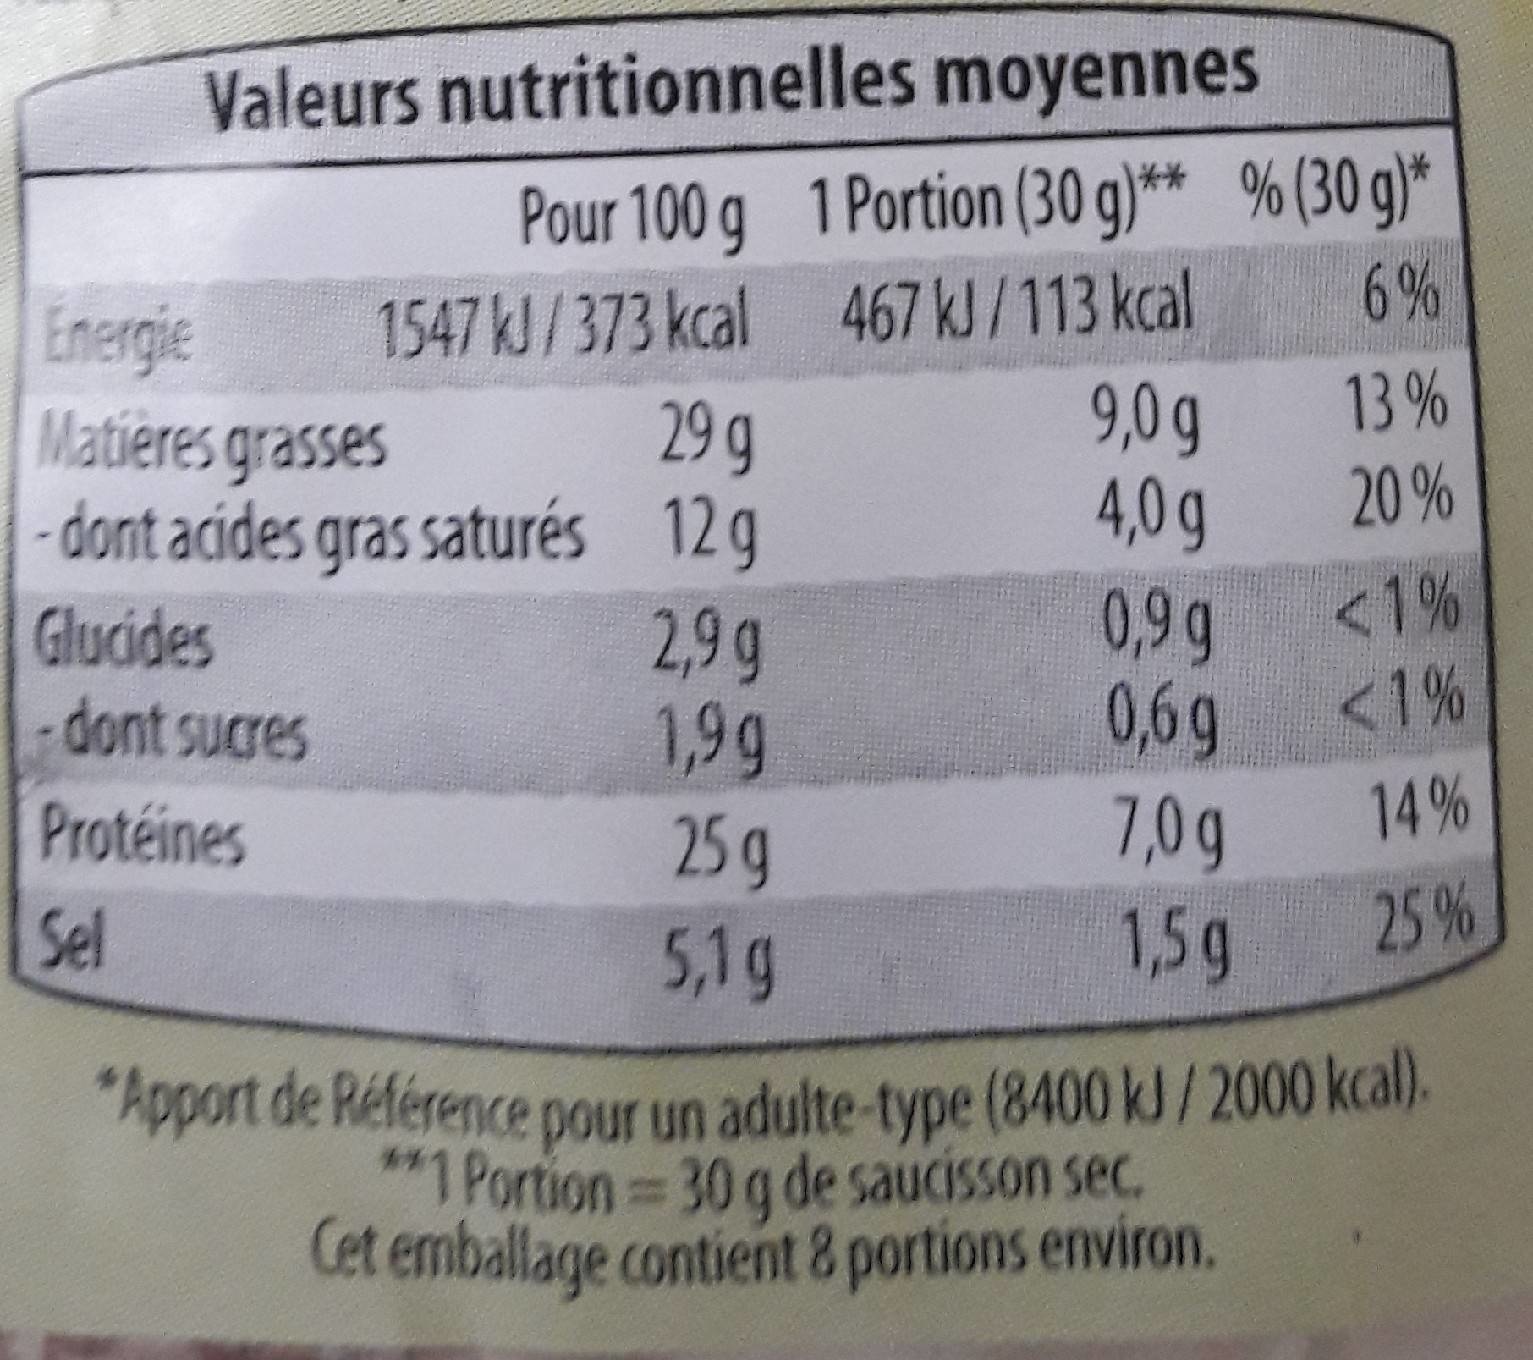 Valeurs nutritionnelles moyennes
Pour 100 g 1 Portion (30 g)** % (30 g)*
Énergie 1547 kJ / 373 kcal 467 kJ / 113 kcal 6 %
Matières grasses 29 g 9,0 g 13 %
- dont acides gras saturés 12 g 4,0 g 20 %
Glucides 2,9 g 0,9 g < 1 %
- dont sucres 1,9 g 0,6 g < 1 %
Protéines 25 g 7,0 g 14 %
Sel 5,1 g 1,5 g 25 %
*Apport de Référence pour un adulte-type (8400 kJ / 2000 kcal).
**1 Portion = 30 g de saucisson sec.
Cet emballage contient 8 portions environ.